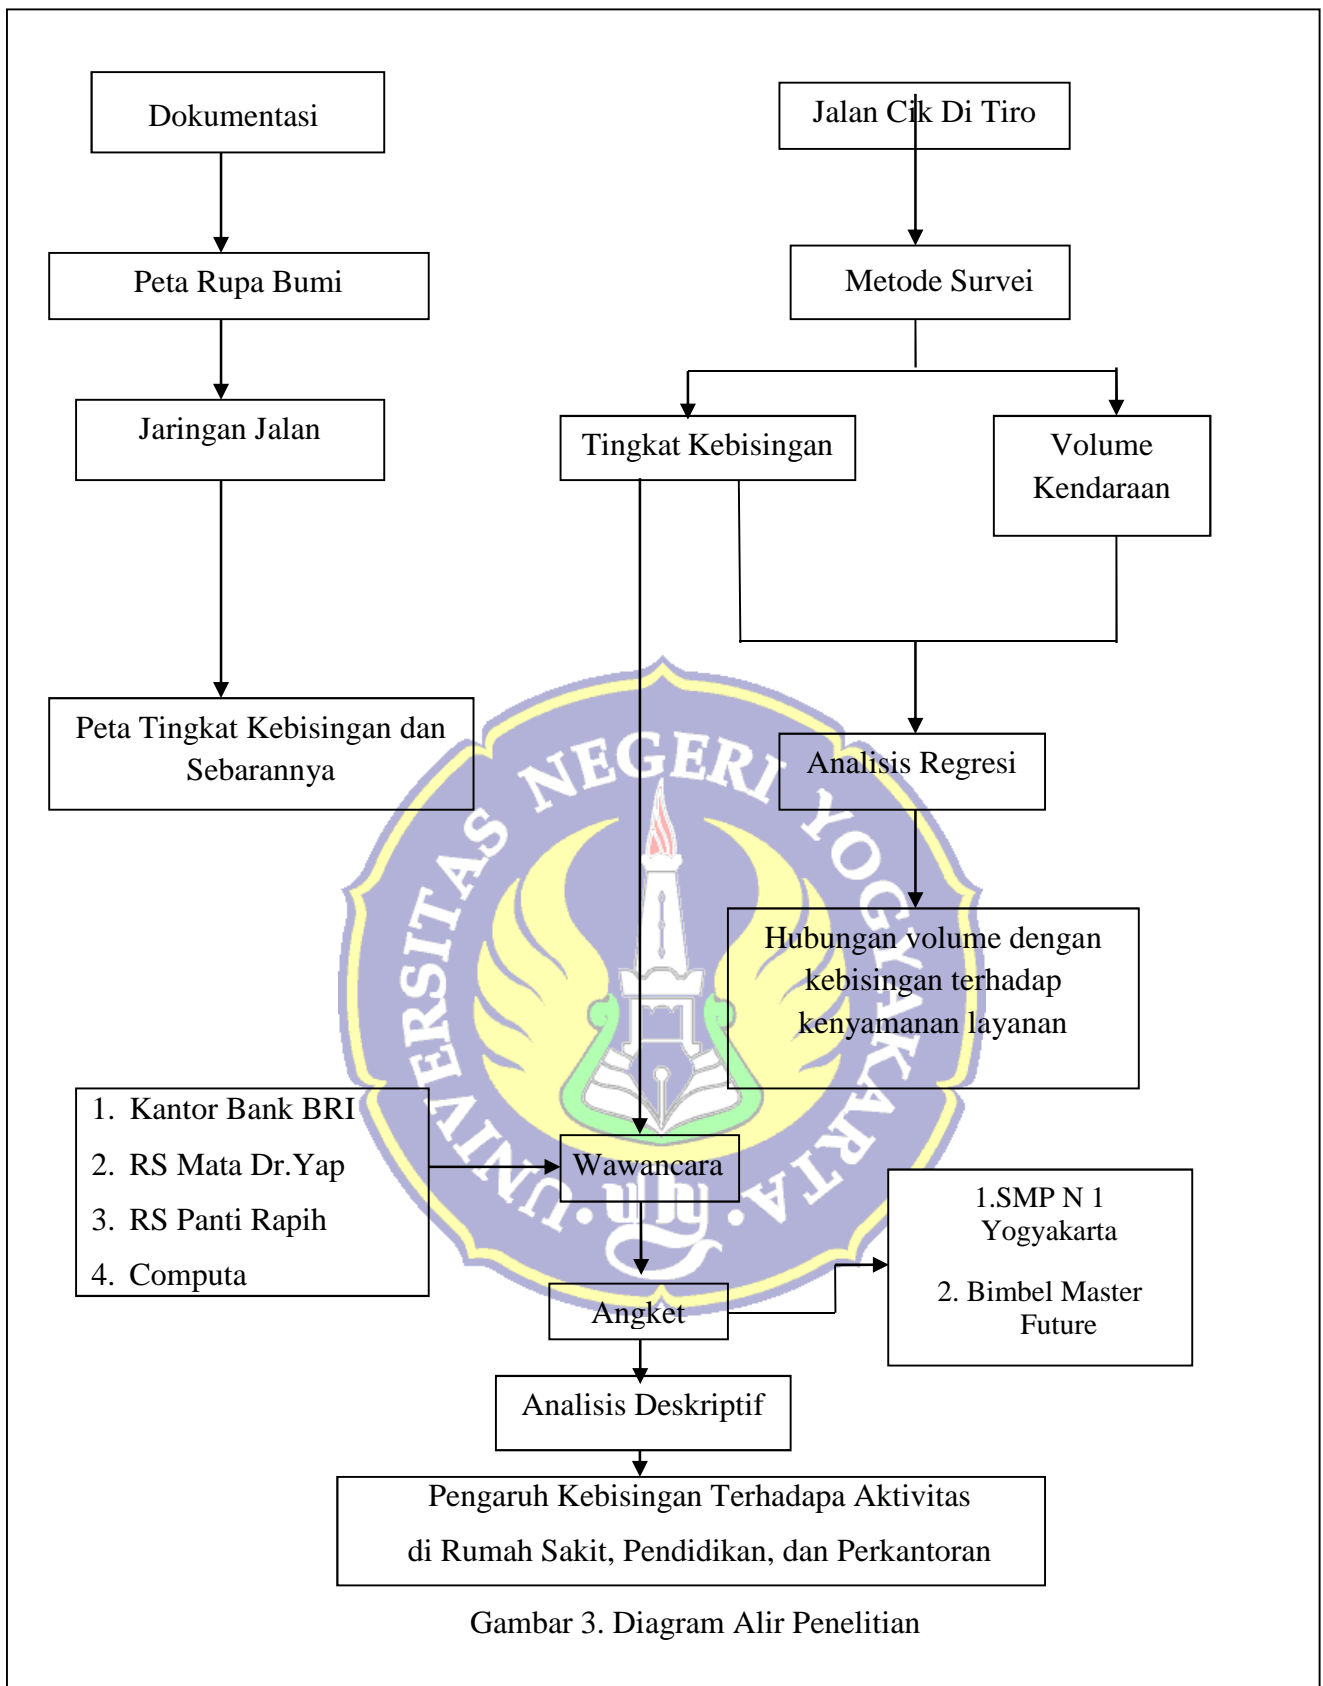 Dokumentasi
Jalan Cik Di Tiro
Peta Rupa Bumi
Metode Survei
Jaringan Jalan
Tingkat Kebisingan
Volume
Kendaraan
Peta Tingkat Kebisingan dan
Sebarannya
Analisis Regresi
Hubungan volume dengan
kebisingan terhadap
kenyamanan layanan
1. Kantor Bank BRI
2. RS Mata Dr.Yap
3. RS Panti Rapih
4. Computa
Wawancara
1.SMP N 1
Yogyakarta
2. Bimbel Master
Future
Angket
Analisis Deskriptif
Pengaruh Kebisingan Terhadapa Aktivitas
di Rumah Sakit, Pendidikan, dan Perkantoran
Gambar 3. Diagram Alir Penelitian
UNIVERSITAS NEGERI YOGYAKARTA
uny